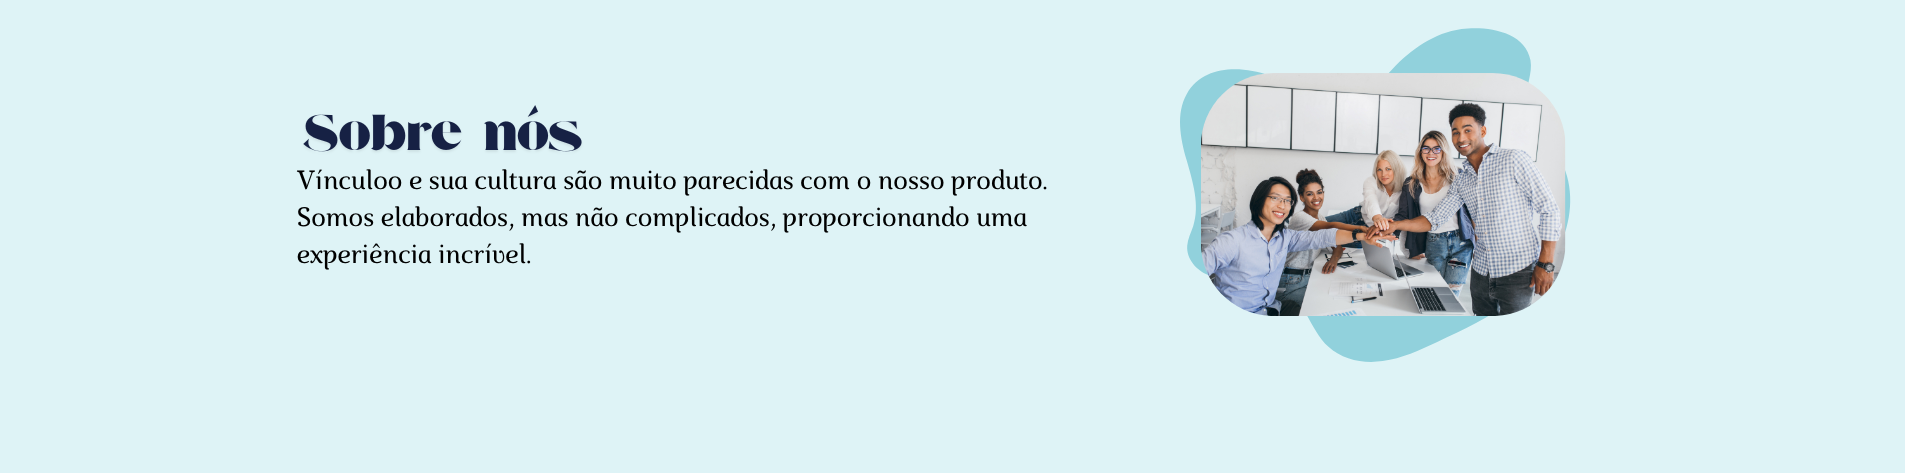 Sobre nós
Vínculoo e sua cultura são muito parecidas com o nosso produto.
Somos elaborados, mas não complicados, proporcionando uma
experiência incrível.